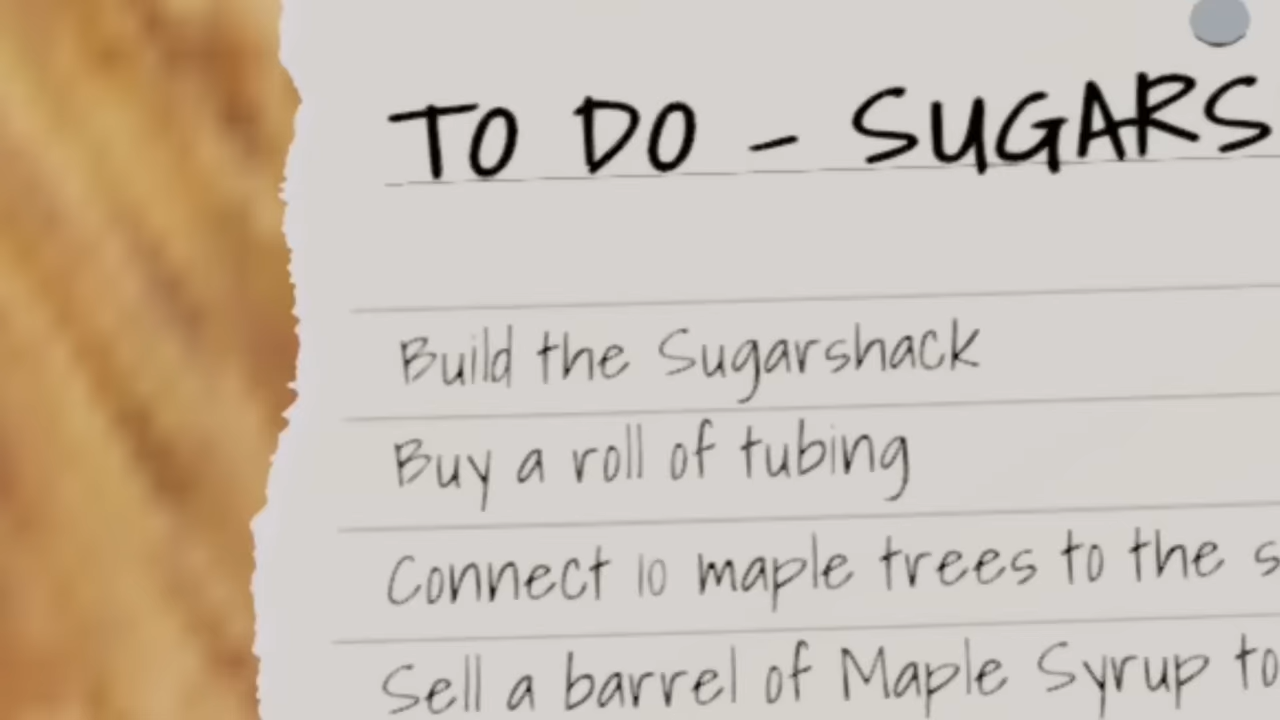 TO DO - SUGARS
Build the Sugarshack
Buy a roll of tubing
Connect 10 maple trees to the s
Sell a barrel of Maple Syrup to